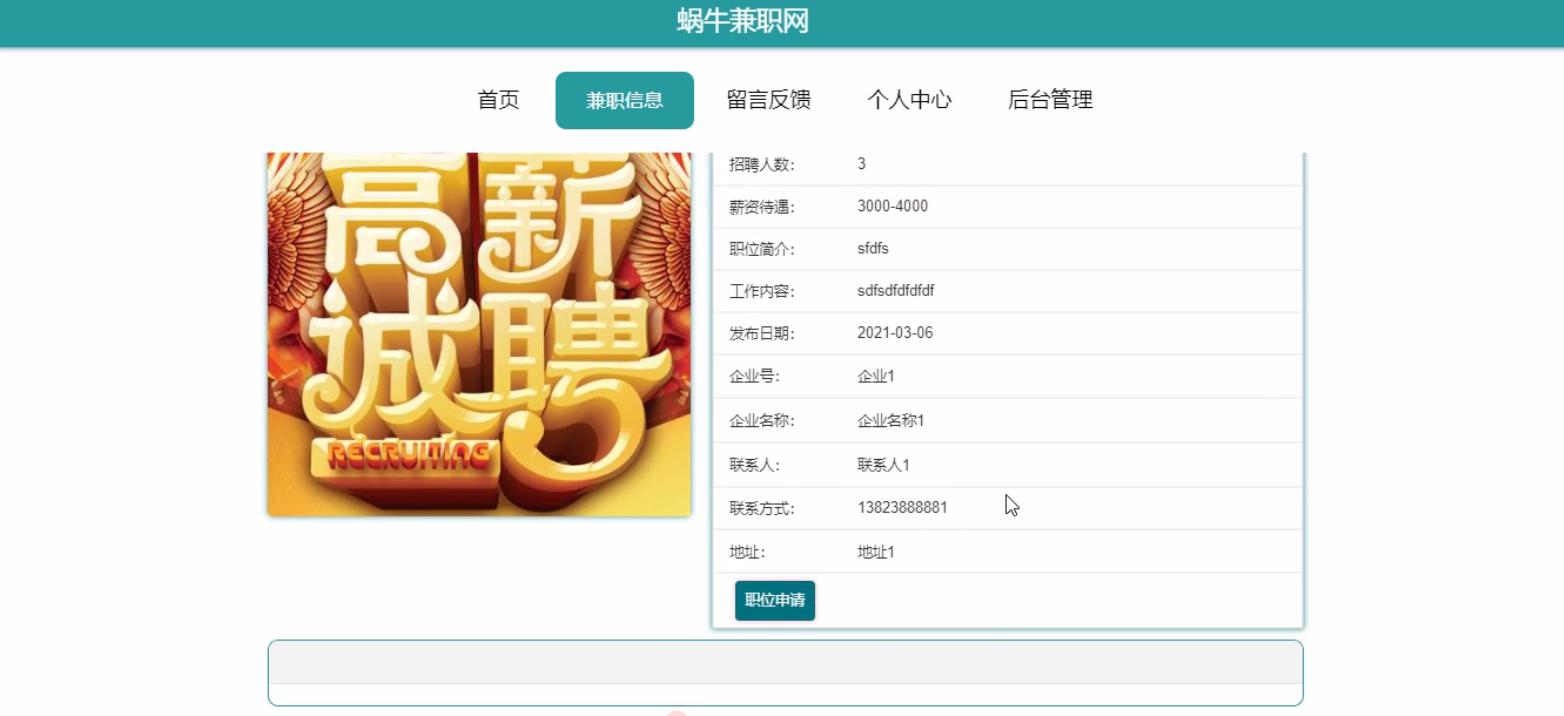 蜗牛兼职网
首页 兼职信息 留言反馈 个人中心 后台管理
高薪
诚聘
RECRUITING
招聘人数: 3
薪资待遇: 3000-4000
职位简介: sfdfs
工作内容: sdfsdfdfdfdf
发布日期: 2021-03-06
企业号: 企业1
企业名称: 企业名称1
联系人: 联系人1
联系方式: 13823888881
地址: 地址1
职位申请